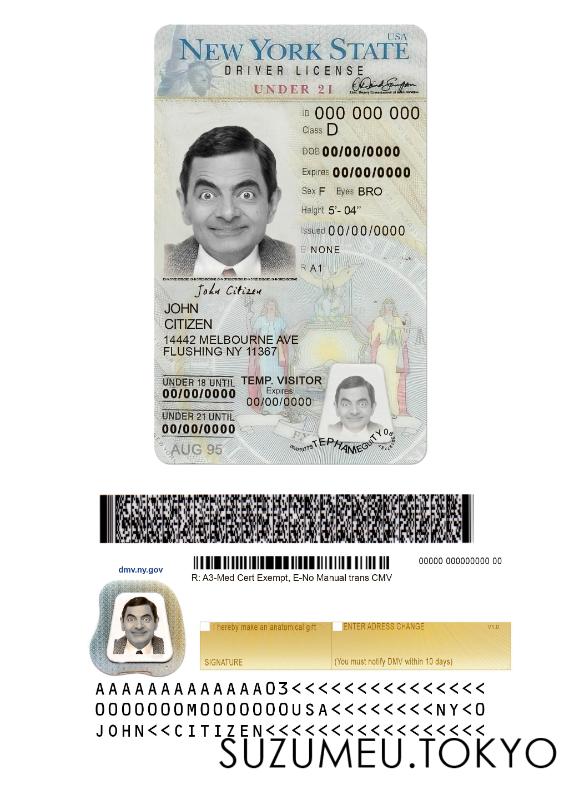 USA
NEW YORK STATE
DRIVER LICENSE
UNDER 21
ID 000 000 000
Class D
DOB 00/00/0000
Expires 00/00/0000
Sex F Eyes BRO
Height 5'- 04"
Issued 00/00/0000
E NONE
R A1
John Citizen
JOHN
CITIZEN
14442 MELBOURNE AVE
FLUSHING NY 11367
UNDER 18 UNTIL
00/00/0000
TEMP. VISITOR
Expires
00/00/0000
UNDER 21 UNTIL
00/00/0000
AUG 95
dmv.ny.gov
00000 000000000 00
R: A3-Med Cert Exempt, E-No Manual trans CMV
I hereby make an anatomical gift
ENTER ADRESS CHANGE
V1.0
SIGNATURE
(You must notify DMV within 10 days)
AAAAAAAAAAAAAO3<<<<<<<<<<<<<<<
OOOOOOOMOOOOOOOUSA<<<<<<<<NY<O
JOHN<<CITIZEN<<<<<<<<<<<<<<<<<
SUZUMEU.TOKYO